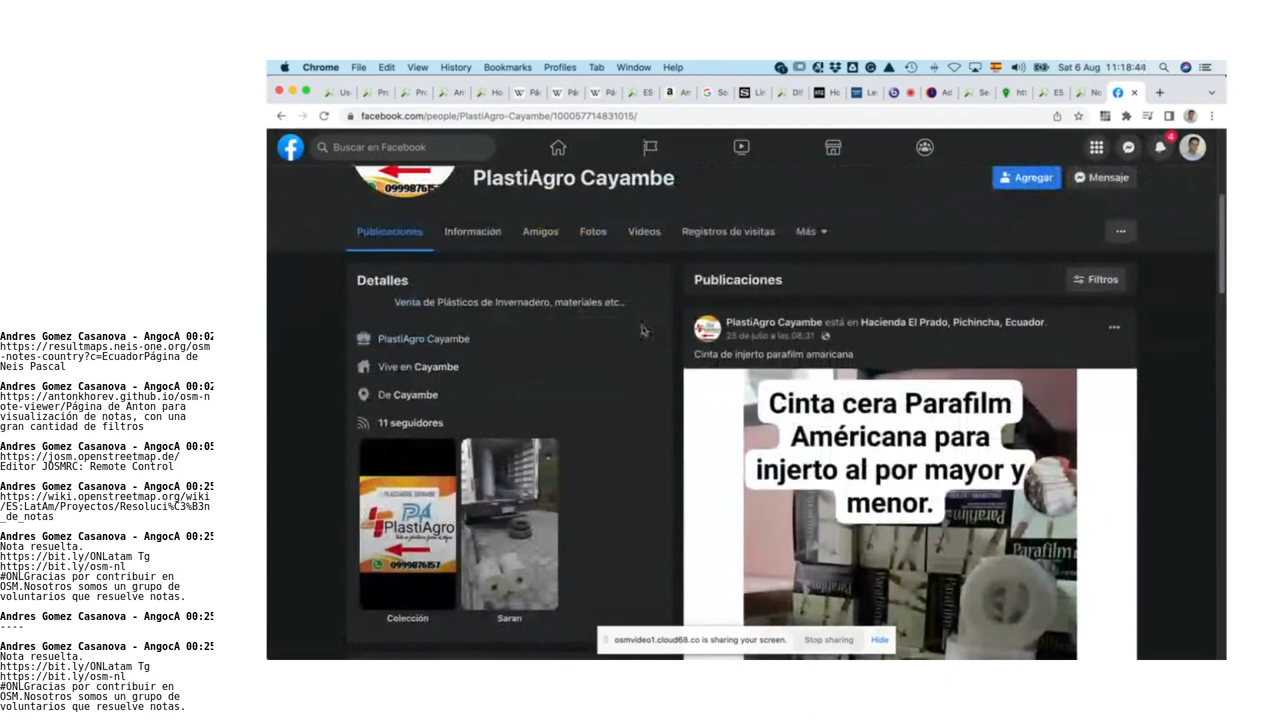 Chrome File Edit View History Bookmarks Profiles Tab Window Help
Sat 6 Aug 11:18:44
facebook.com/people/PlastiAgro-Cayambe/100057714831015/
Buscar en Facebook
4
PlastiAgro Cayambe
Agregar
Mensaje
Publicaciones Información Amigos Fotos Videos Registros de visitas Más
Detalles
Venta de Plásticos de Invernadero, materiales etc..
PlastiAgro Cayambe
Vive en Cayambe
De Cayambe
11 seguidores
PlastiAgro
0999876157
Colección
Saran
Publicaciones
Filtros
PlastiAgro Cayambe está en Hacienda El Prado, Pichincha, Ecuador.
25 de julio a las 08:31
Cinta de injerto parafilm amaricana
Cinta cera Parafilm
Américana para
injerto al por mayor y
menor.
Parafilm
osmvideo1.cloud68.co is sharing your screen.
Stop sharing
Hide
Andres Gomez Casanova - AngocA 00:02
https://resultmaps.neis-one.org/osm
-notes-country?c=EcuadorPágina de
Neis Pascal
Andres Gomez Casanova - AngocA 00:02
https://antonkhorev.github.io/osm-n
ote-viewer/Página de Anton para
visualización de notas, con una
gran cantidad de filtros
Andres Gomez Casanova - AngocA 00:05
https://josm.openstreetmap.de/
Editor JOSMRC: Remote Control
Andres Gomez Casanova - AngocA 00:25
https://wiki.openstreetmap.org/wiki
/ES:LatAm/Proyectos/Resoluci%C3%B3n
_de_notas
Andres Gomez Casanova - AngocA 00:25
Nota resuelta.
https://bit.ly/ONLatam Tg
https://bit.ly/osm-nl
#ONLGracias por contribuir en
OSM.Nosotros somos un grupo de
voluntarios que resuelve notas.
Andres Gomez Casanova - AngocA 00:25
----
Andres Gomez Casanova - AngocA 00:25
Nota resuelta.
https://bit.ly/ONLatam Tg
https://bit.ly/osm-nl
#ONLGracias por contribuir en
OSM.Nosotros somos un grupo de
voluntarios que resuelve notas.